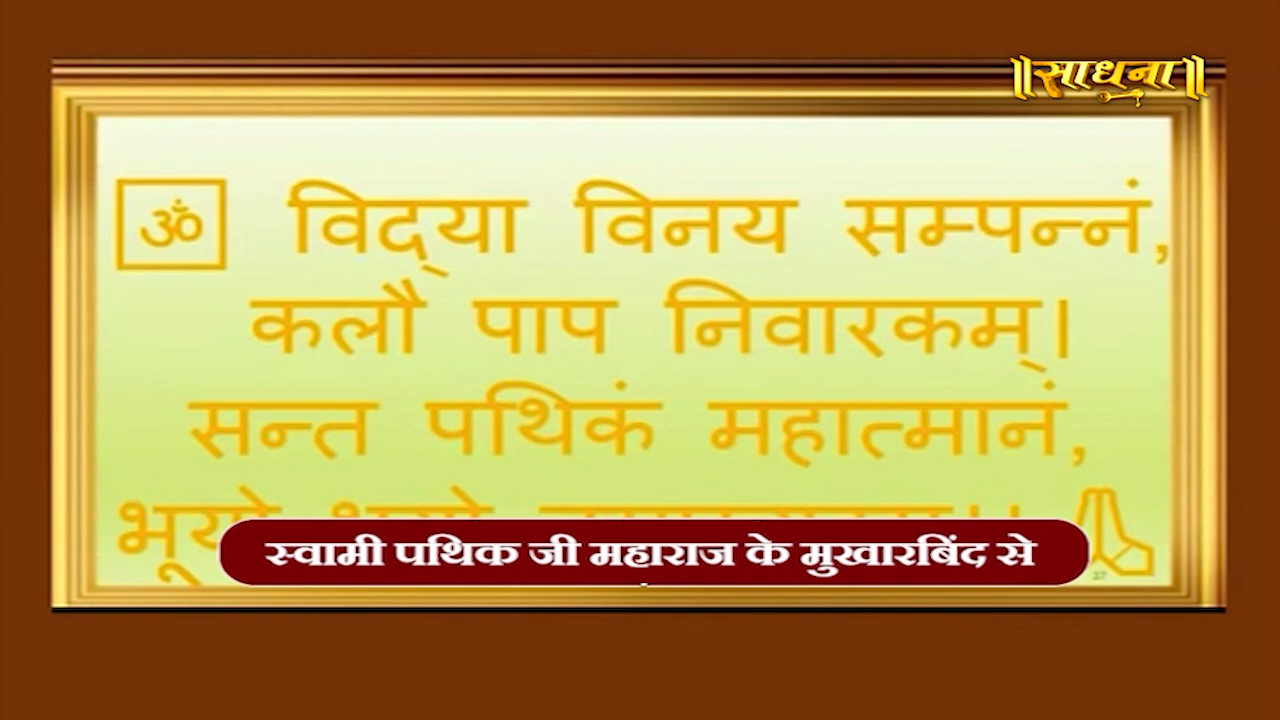 ॥साधना॥
ॐ विद्‌या विनय सम्पन्नं,
कलौ पाप निवारकम्।
सन्त पथिकं महात्मानं,
स्वामी पथिक जी महाराज के मुखारबिंद से